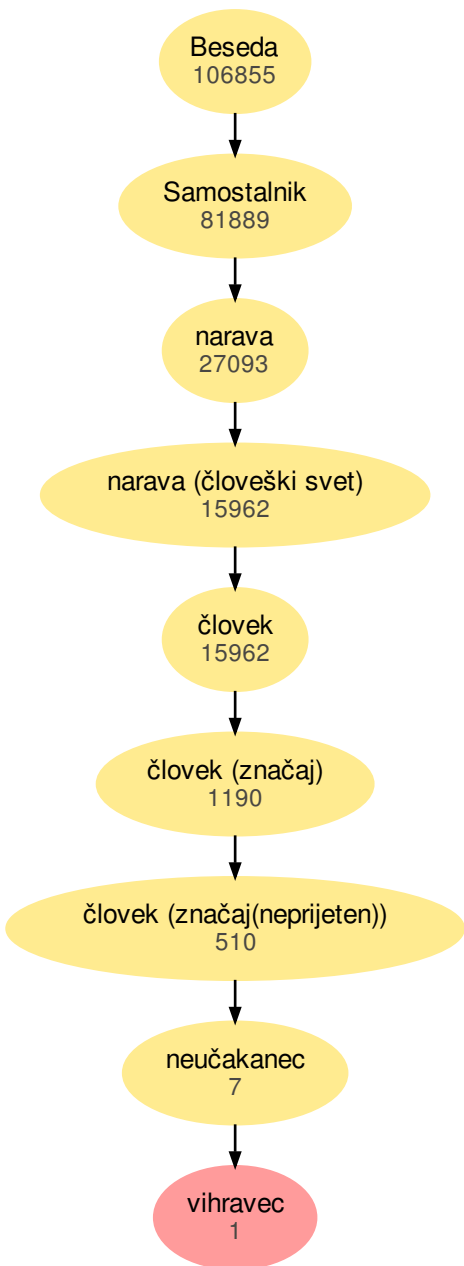 Beseda
106855
Samostalnik
81889
narava
27093
narava (človeški svet)
15962
človek
15962
človek (značaj)
1190
človek (značaj(neprijeten))
510
neučakanec
7
vihravec
1